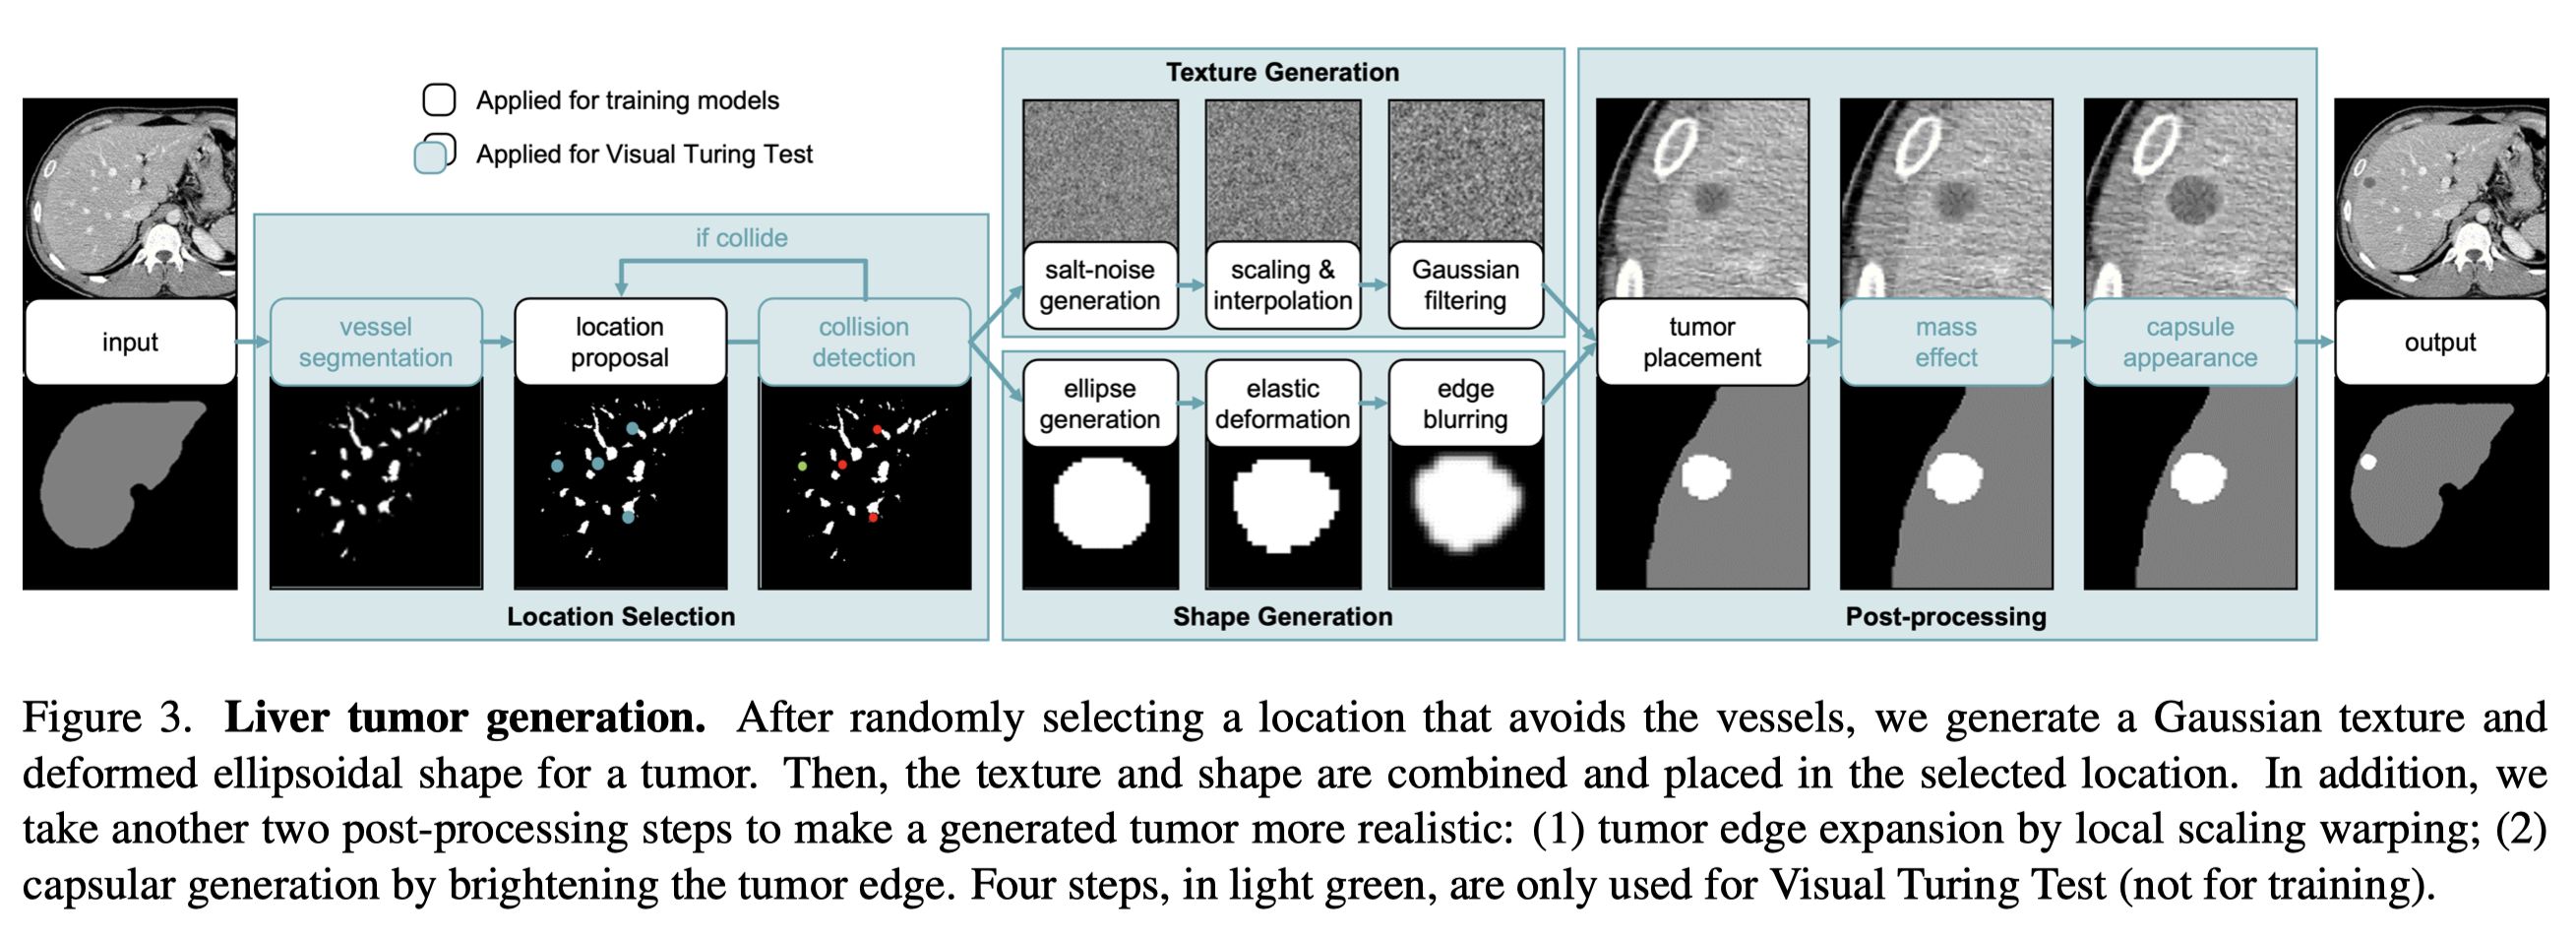 Applied for training models
Applied for Visual Turing Test
input
if collide
vessel
segmentation
location
proposal
collision
detection
Location Selection
Texture Generation
salt-noise
generation
scaling &
interpolation
Gaussian
filtering
ellipse
generation
elastic
deformation
edge
blurring
Shape Generation
tumor
placement
mass
effect
capsule
appearance
Post-processing
output
Figure 3. Liver tumor generation. After randomly selecting a location that avoids the vessels, we generate a Gaussian texture and
deformed ellipsoidal shape for a tumor. Then, the texture and shape are combined and placed in the selected location. In addition, we
take another two post-processing steps to make a generated tumor more realistic: (1) tumor edge expansion by local scaling warping; (2)
capsular generation by brightening the tumor edge. Four steps, in light green, are only used for Visual Turing Test (not for training).